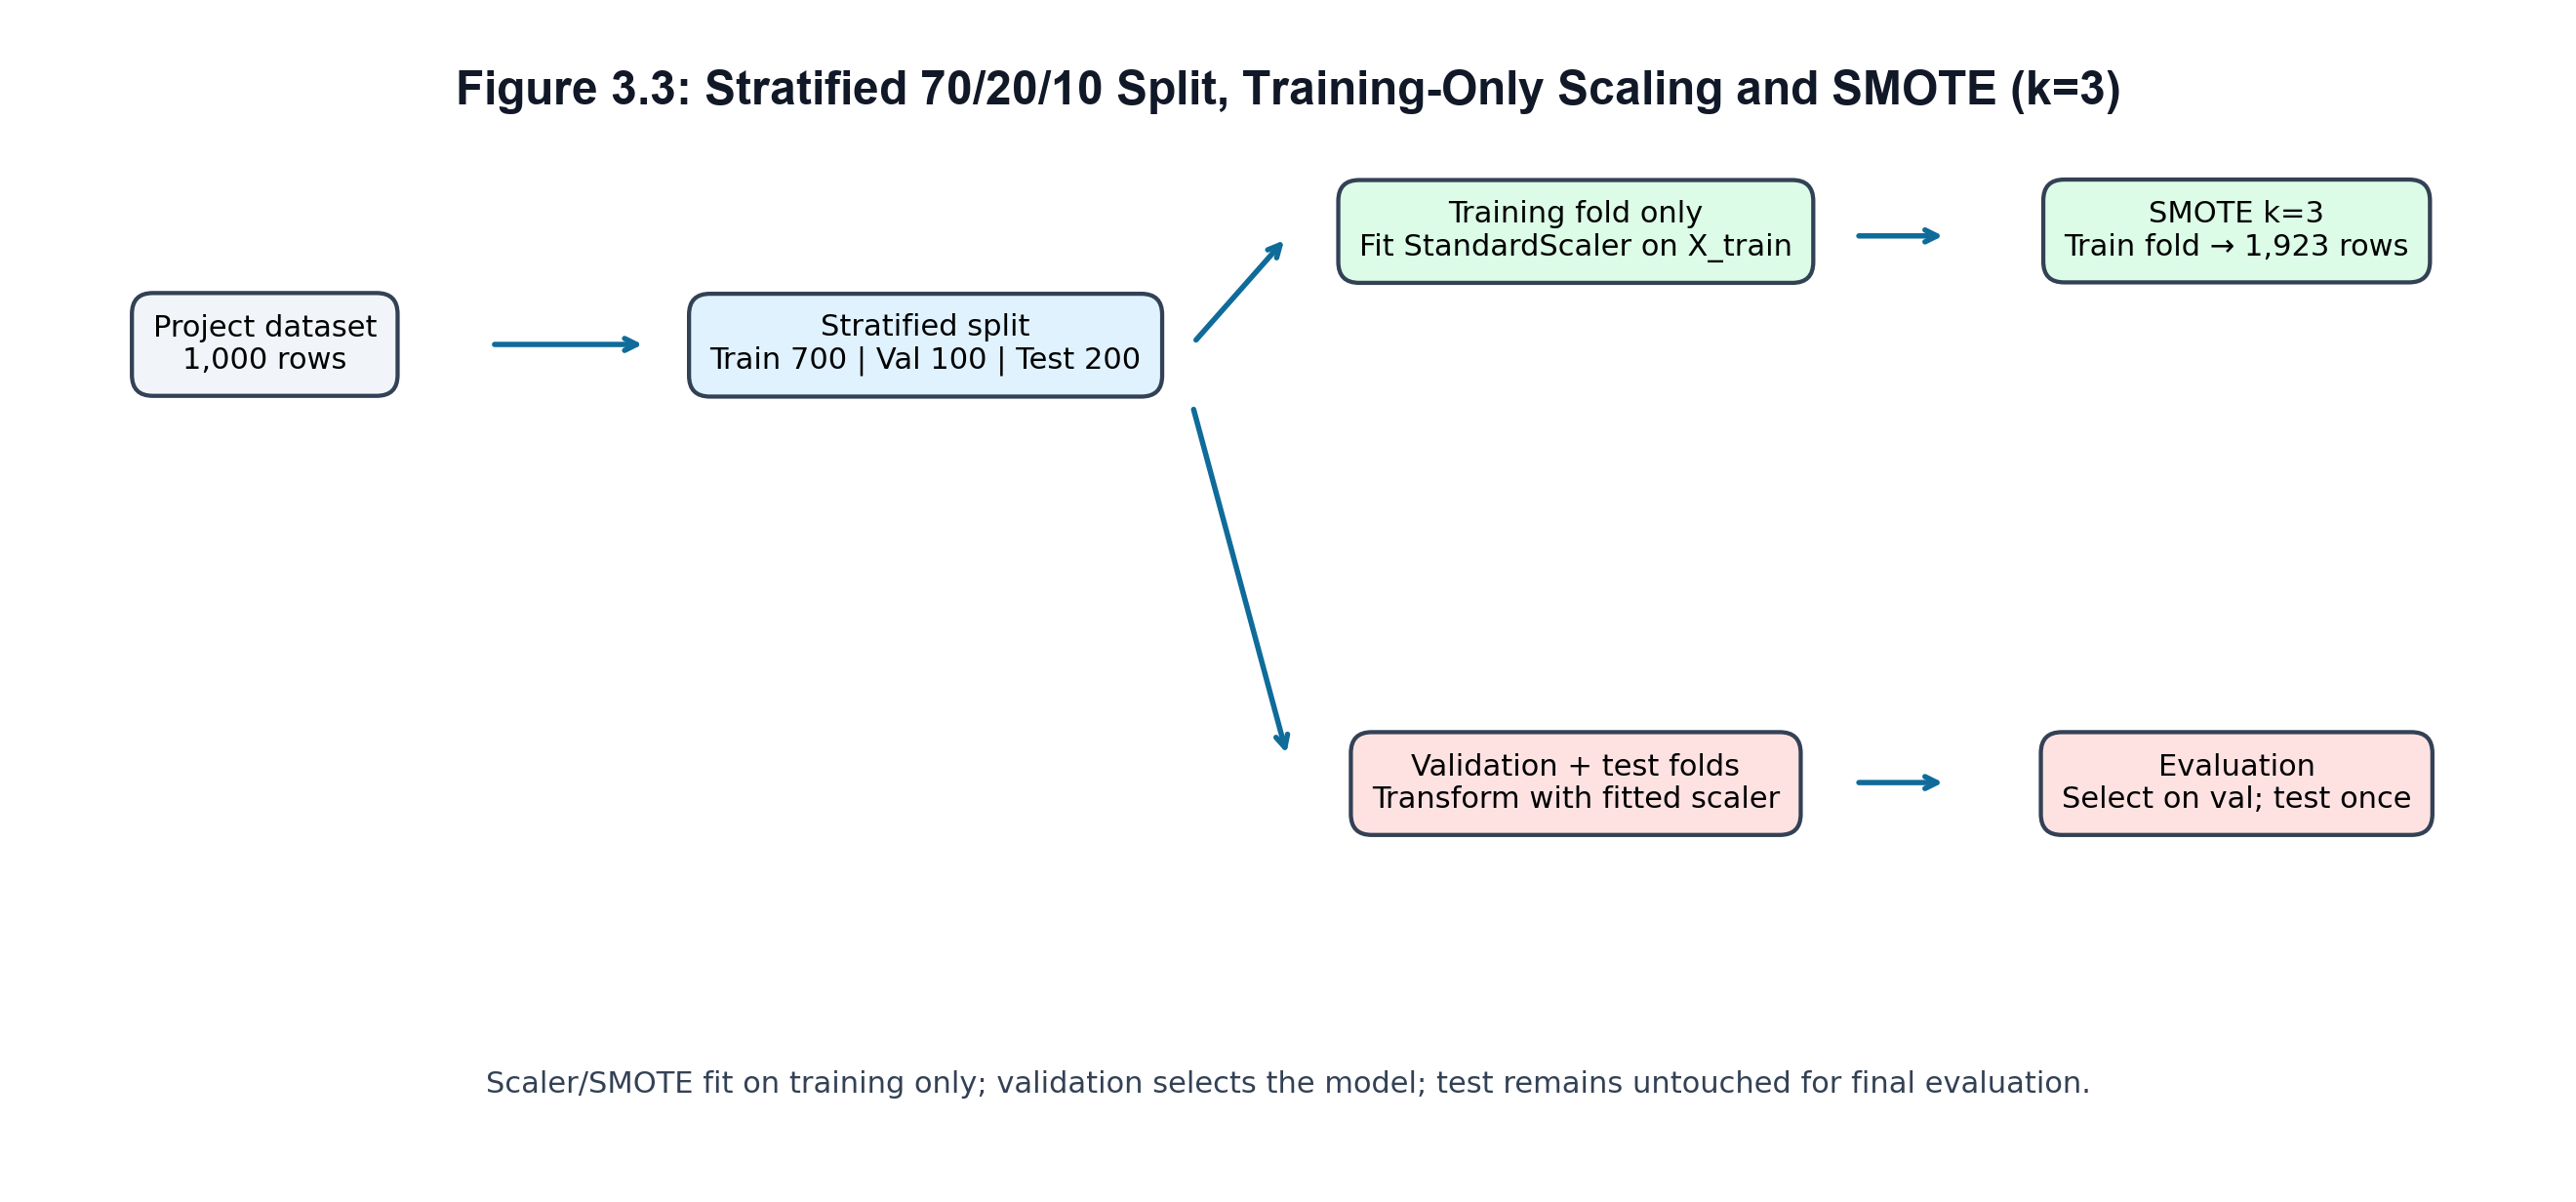 Figure 3.3: Stratified 70/20/10 Split, Training-Only Scaling and SMOTE (k=3)
Project dataset
1,000 rows
Stratified split
Train 700 | Val 100 | Test 200
Training fold only
Fit StandardScaler on X_train
SMOTE k=3
Train fold → 1,923 rows
Validation + test folds
Transform with fitted scaler
Evaluation
Select on val; test once
Scaler/SMOTE fit on training only; validation selects the model; test remains untouched for final evaluation.